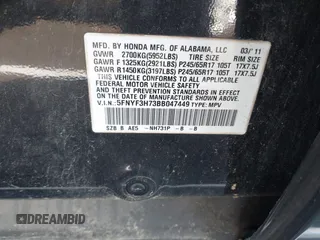 MFD. BY HONDA MFG. OF ALABAMA, LLC 03/11
GVWR 2700KG(5952LBS) TIRE SIZE RIM SIZE
GAWR F 1325KG(2921LBS) P245/65R17 105T 17X7.5J
GAWR R 1450KG(3197LBS) P245/65R17 105T 17X7.5J
THIS VEHICLE CONFORMS TO ALL APPLICABLE FEDERAL MOTOR VEHICLE
SAFETY AND THEFT PREVENTION STANDARDS IN EFFECT ON
THE DATE OF MANUFACTURE SHOWN ABOVE.
V.I.N.: 5FNYF3H73BB047449 TYPE: MPV
SZB B AE5 -NH731P -B -B
DREAMBID